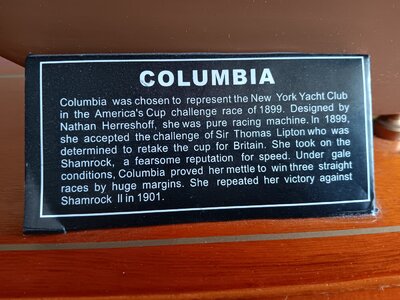 COLUMBIA
Columbia was chosen to represent the New York Yacht Club
in the America's Cup challenge race of 1899. Designed by
Nathan Herreshoff, she was pure racing machine. In 1899,
she accepted the challenge of Sir Thomas Lipton who was
determined to retake the cup for Britain. She took on the
Shamrock, a fearsome reputation for speed. Under gale
conditions, Columbia proved her mettle to win three straight
races by huge margins. She repeated her victory against
Shamrock II in 1901.